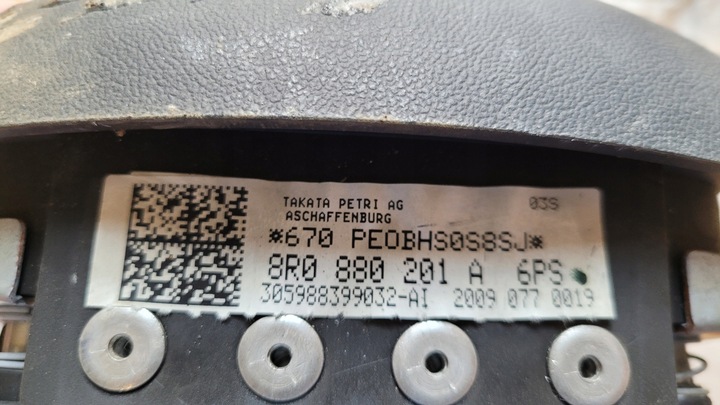 TAKATA PETRI AG 03S
ASCHAFFENBURG
*670 PEOBHS0S8SJ*
8R0 880 201 A 6PS
305988399032-AI 2009 077 0019